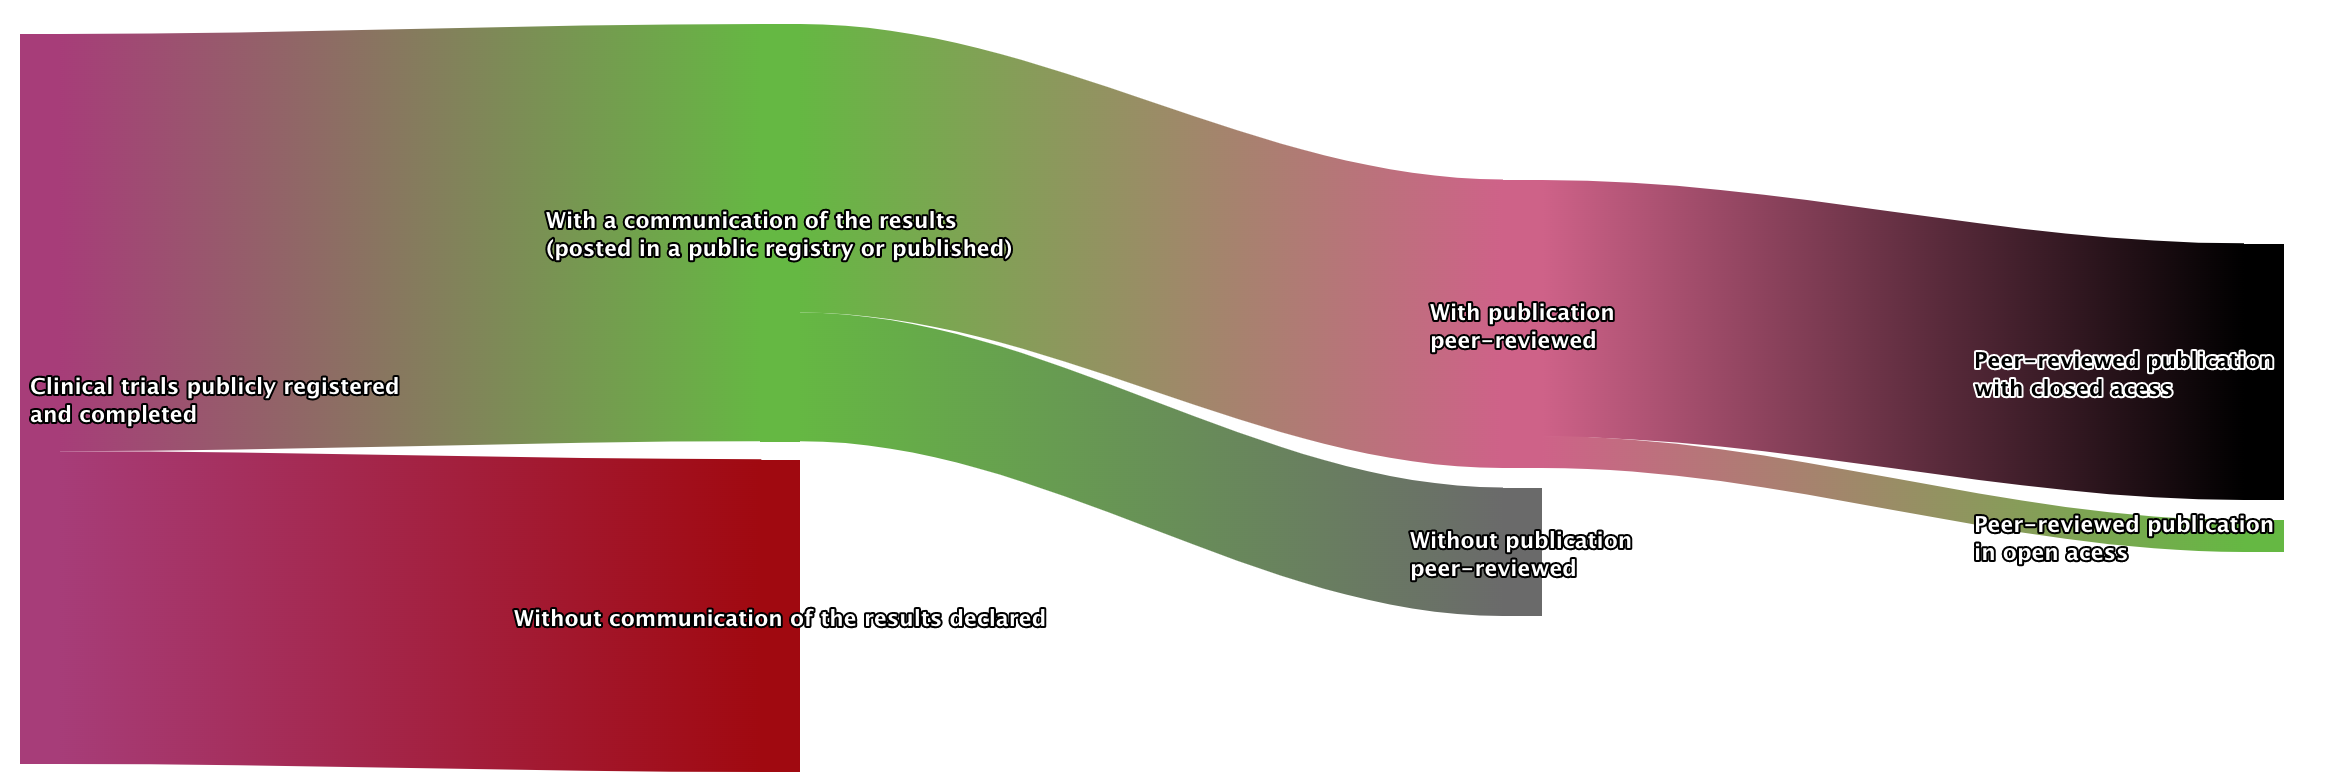 Clinical trials publicly registered
and completed
With a communication of the results
(posted in a public registry or published)
Without communication of the results declared
With publication
peer-reviewed
Without publication
peer-reviewed
Peer-reviewed publication
with closed acess
Peer-reviewed publication
in open acess